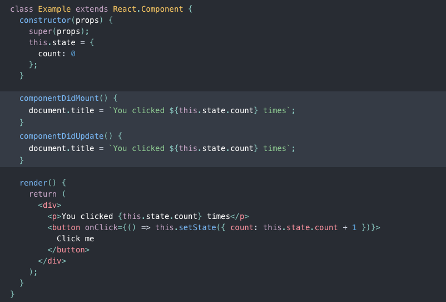 class Example extends React.Component {
  constructor(props) {
    super(props);
    this.state = {
      count: 0
    };
  }

  componentDidMount() {
    document.title = `You clicked ${this.state.count} times`;
  }
  componentDidUpdate() {
    document.title = `You clicked ${this.state.count} times`;
  }

  render() {
    return (
      <div>
        <p>You clicked {this.state.count} times</p>
        <button onClick={() => this.setState({ count: this.state.count + 1 })}>
          Click me
        </button>
      </div>
    );
  }
}